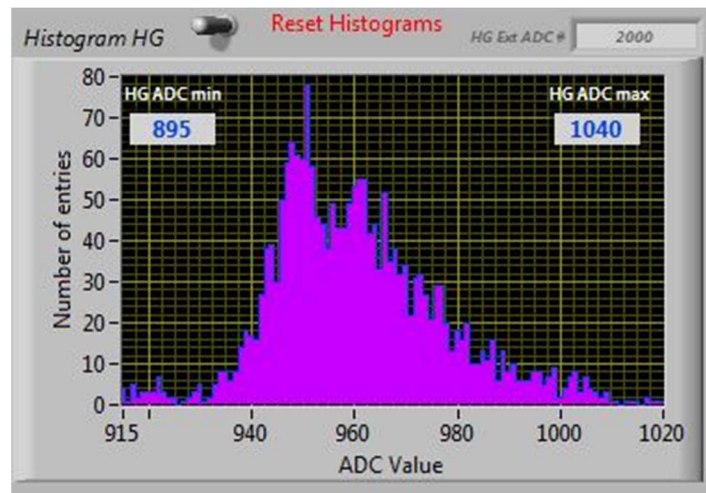 Histogram HG
Reset Histograms
HG Ext ADC #
2000
80
HG ADC min
HG ADC max
70
895
1040
60
50
40
30
20
10
0
Number of entries
915
940
960
980
1000
1020
ADC Value